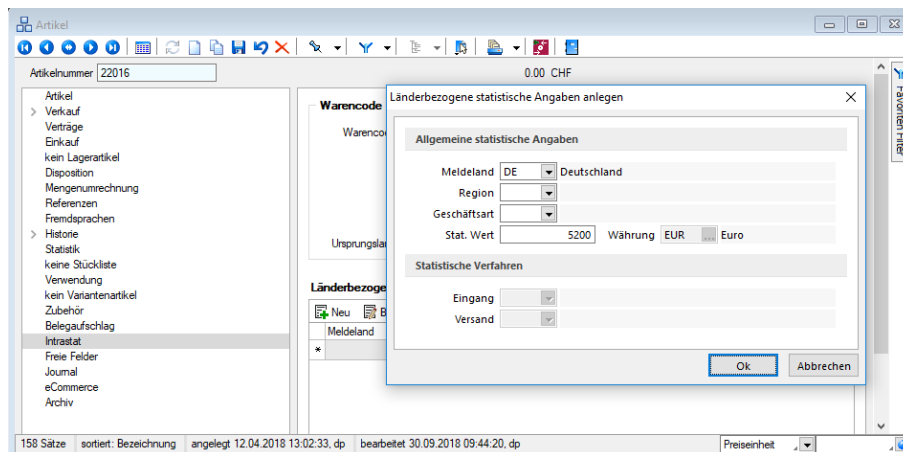 Artikel
Artikelnummer 22016 0.00 CHF
Favoriten Filter
Artikel
Verkauf
Verträge
Einkauf
kein Lagerartikel
Disposition
Mengenumrechnung
Referenzen
Fremdsprachen
Historie
Statistik
keine Stückliste
Verwendung
kein Variantenartikel
Zubehör
Belegaufschlag
Intrastat
Freie Felder
Journal
eCommerce
Archiv
Warencode
Warenco
Ursprungslan
Länderbezoge
Neu B
Meldeland
Länderbezogene statistische Angaben anlegen
Allgemeine statistische Angaben
Meldeland DE Deutschland
Region
Geschäftsart
Stat. Wert 5200 Währung EUR ... Euro
Statistische Verfahren
Eingang
Versand
Ok Abbrechen
158 Sätze sortiert: Bezeichnung angelegt 12.04.2018 13:02:33, dp bearbeitet 30.09.2018 09:44:20, dp Preiseinheit